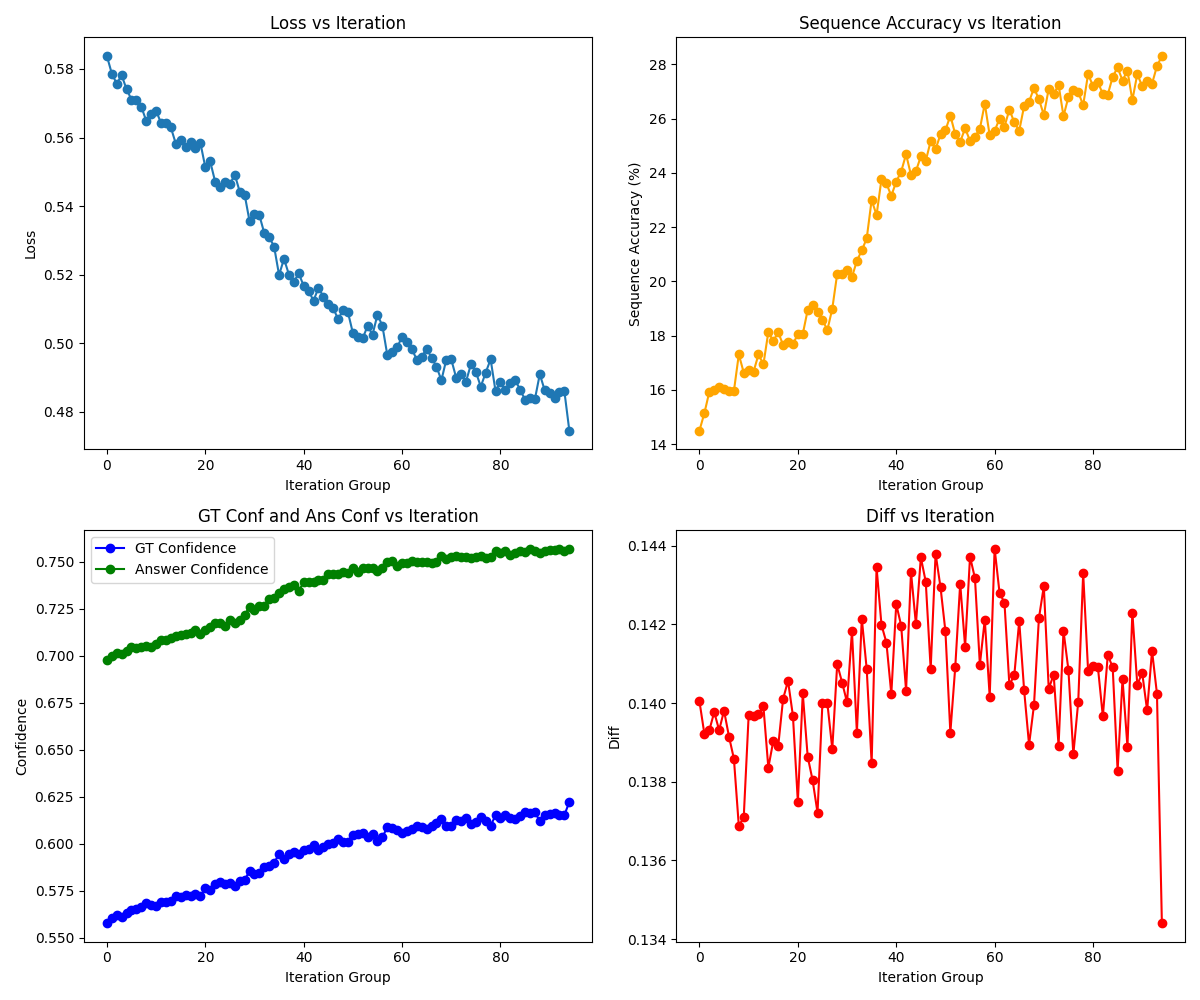 Loss vs Iteration
Loss
0.58
0.56
0.54
0.52
0.50
0.48
0 20 40 60 80
Iteration Group
Sequence Accuracy vs Iteration
Sequence Accuracy (%)
28
26
24
22
20
18
16
14
0 20 40 60 80
Iteration Group
GT Conf and Ans Conf vs Iteration
GT Confidence
Answer Confidence
Confidence
0.750
0.725
0.700
0.675
0.650
0.625
0.600
0.575
0.550
0 20 40 60 80
Iteration Group
Diff vs Iteration
Diff
0.144
0.142
0.140
0.138
0.136
0.134
0 20 40 60 80
Iteration Group